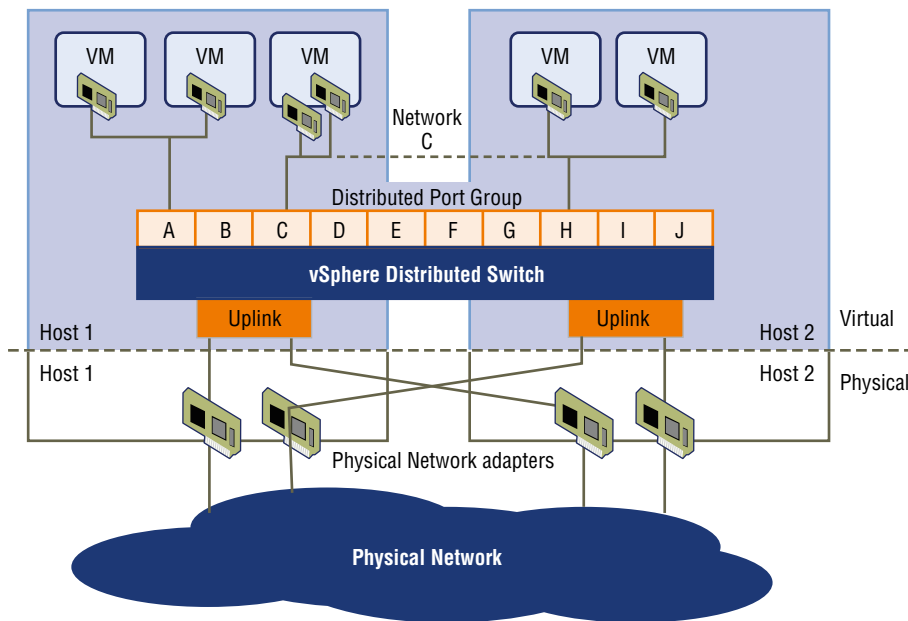 VM
VM
VM
VM
VM
Network
C
Distributed Port Group
A B C D E F G H I J
vSphere Distributed Switch
Uplink
Uplink
Host 1
Host 2
Virtual
Host 1
Host 2
Physical
Physical Network adapters
Physical Network